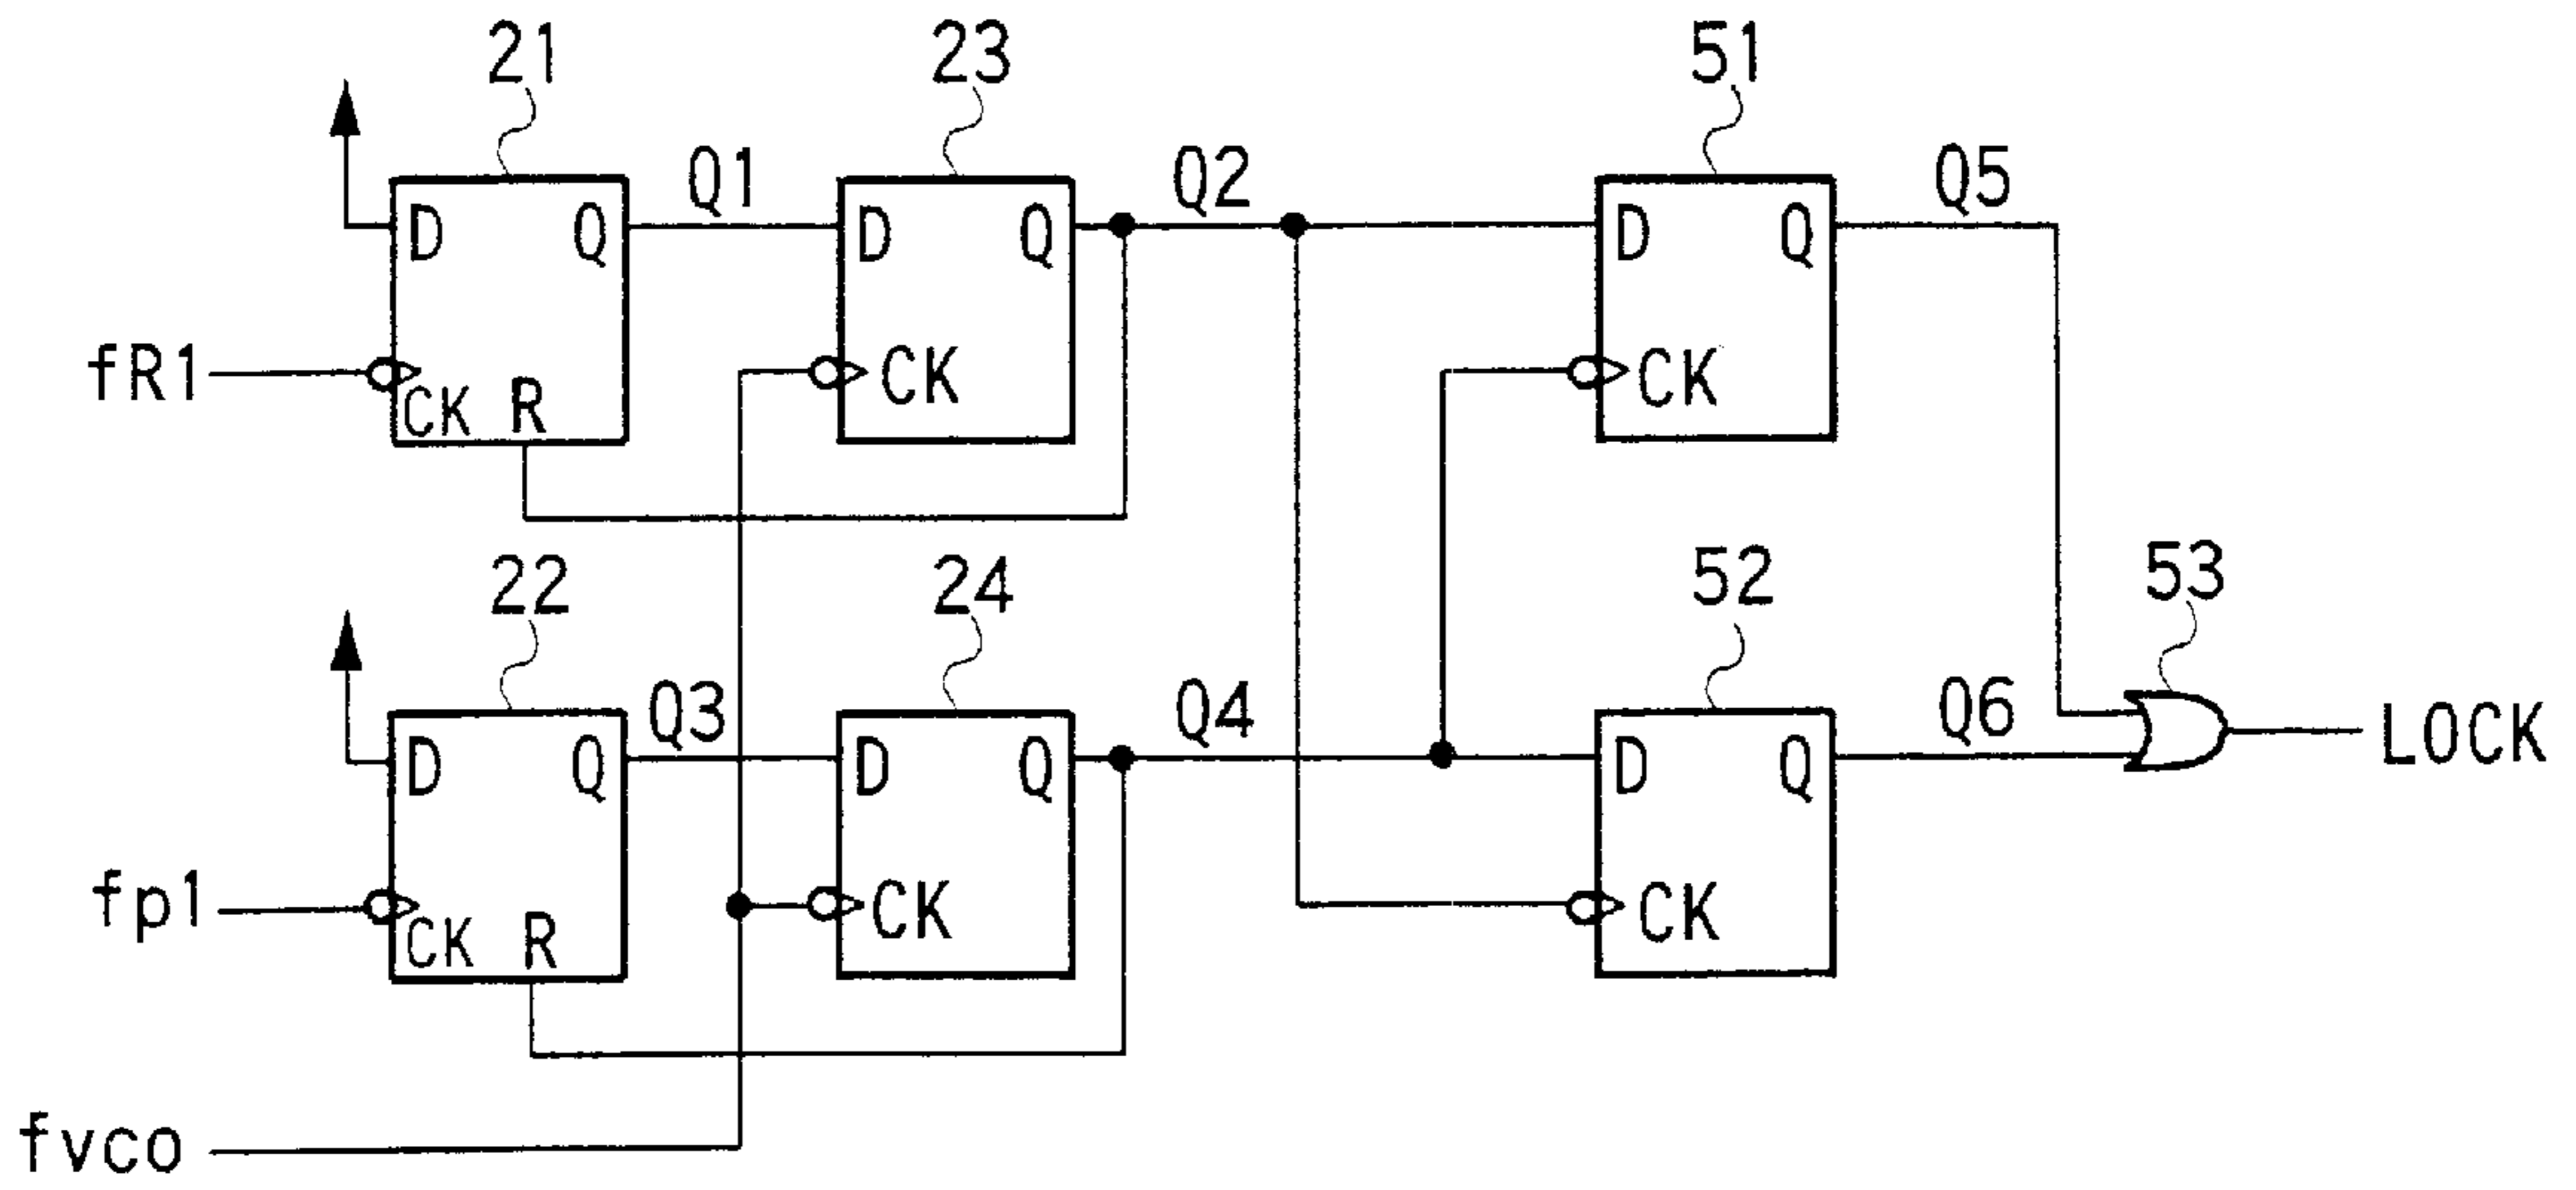 21 23 51
Q1 Q2 Q5
D Q D Q D Q
fR1 CK R CK CK
22 24 52 53
Q3 Q4 Q6
D Q D Q D Q LOCK
fp1 CK R CK CK
fvco